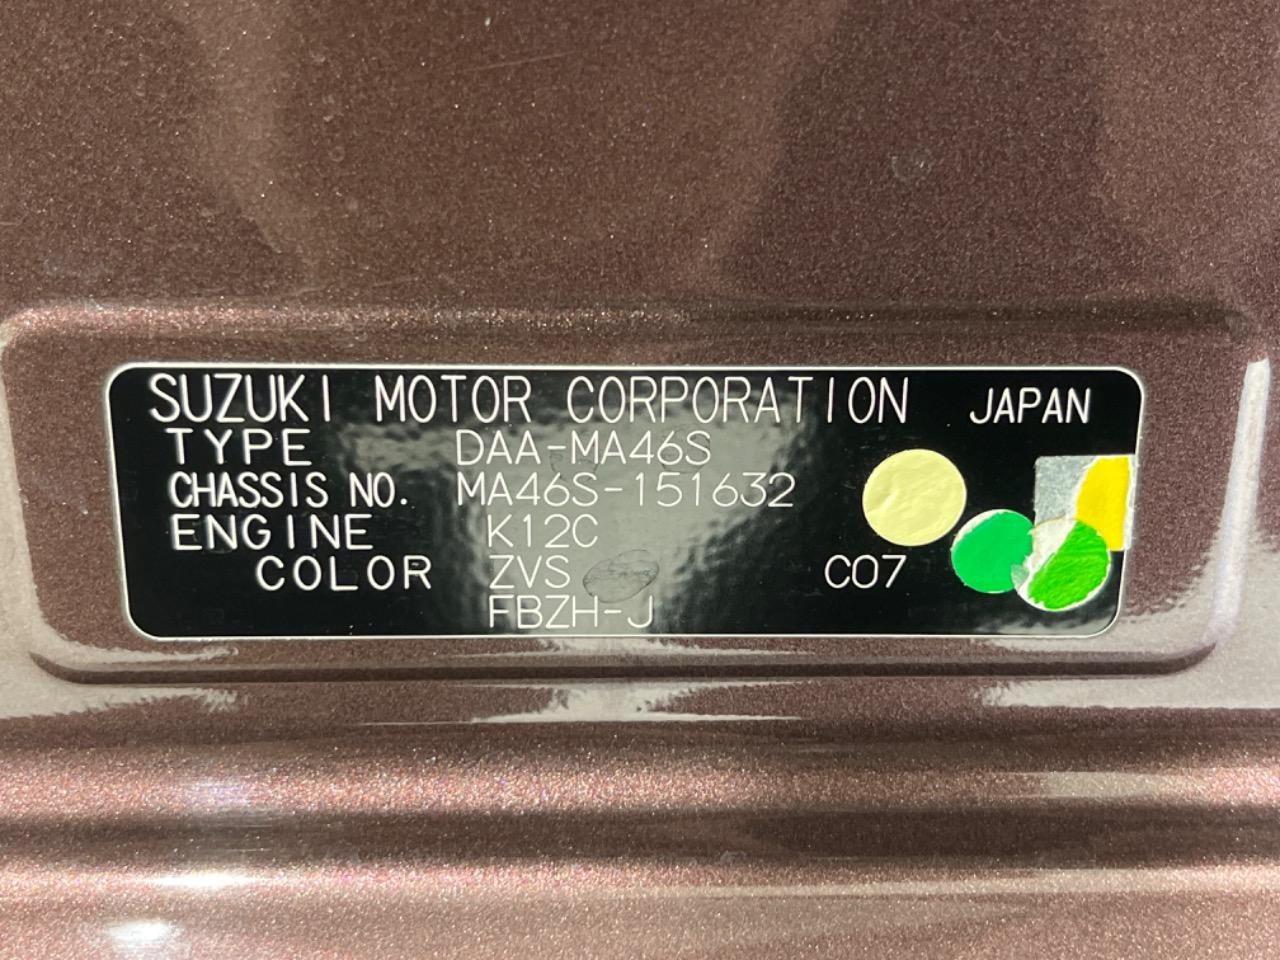 SUZUKI MOTOR CORPORATION JAPAN
TYPE DAA-MA46S
CHASSIS NO. MA46S-151632
ENGINE K12C
COLOR ZVS C07
FBZH-J